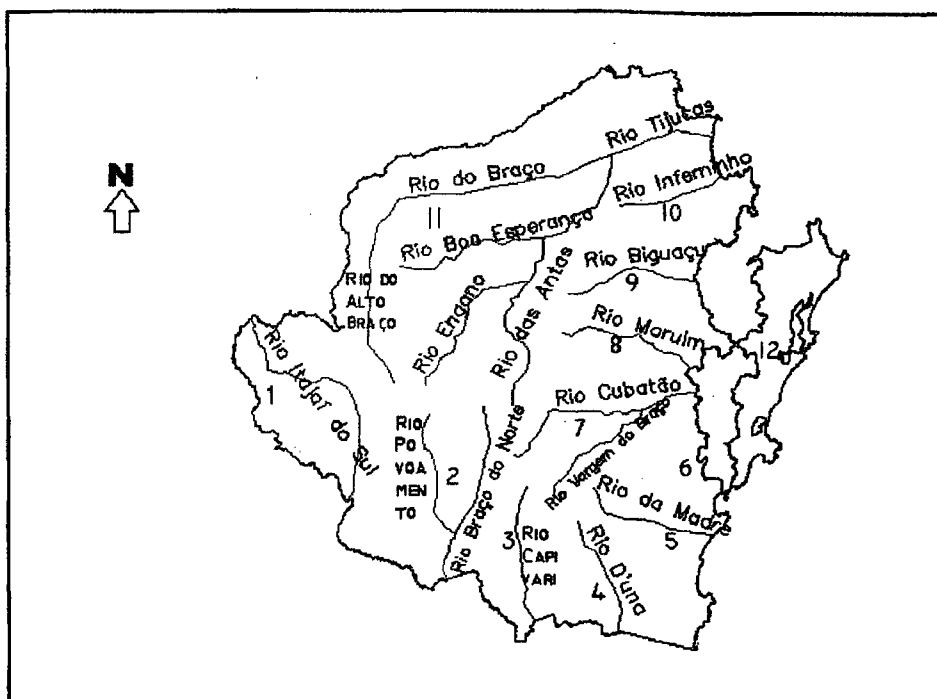 N
Rio Tijucas
Rio do Braço
Rio Inferninho
11
10
Rio Boa Esperança
Rio Biguaçu
9
RIO DO
ALTO
BRAÇO
Rio Engano
Rio das Antas
Rio Maruim
8
12
Rio Itajaí do Sul
1
Rio Cubatão
7
Rio Vargem do Braço
RIO
PO
VOA
MEN
TO
2
Rio Braço do Norte
6
Rio da Madre
5
3
RIO
CAPI
VARI
4
Rio D'una